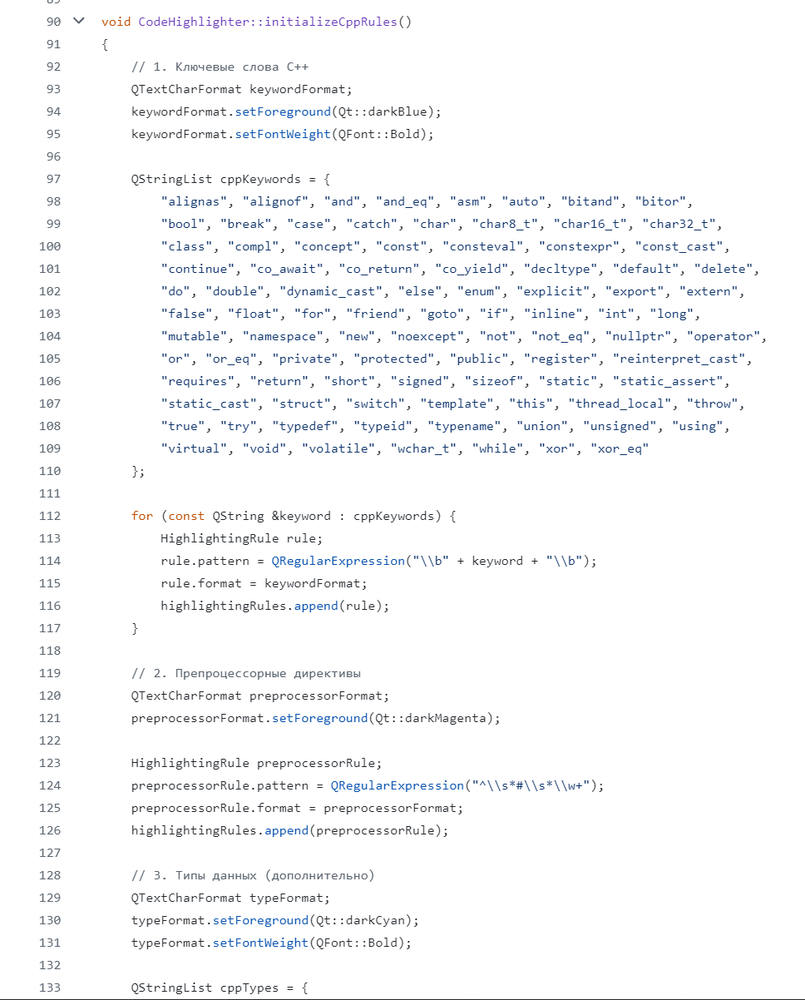 90 void CodeHighlighter::initializeCppRules()
91 {
92     // 1. Ключевые слова C++
93     QTextCharFormat keywordFormat;
94     keywordFormat.setForeground(Qt::darkBlue);
95     keywordFormat.setFontWeight(QFont::Bold);
96
97     QStringList cppKeywords = {
98         "alignas", "alignof", "and", "and_eq", "asm", "auto", "bitand", "bitor",
99         "bool", "break", "case", "catch", "char", "char8_t", "char16_t", "char32_t",
100         "class", "compl", "concept", "const", "consteval", "constexpr", "const_cast",
101         "continue", "co_await", "co_return", "co_yield", "decltype", "default", "delete",
102         "do", "double", "dynamic_cast", "else", "enum", "explicit", "export", "extern",
103         "false", "float", "for", "friend", "goto", "if", "inline", "int", "long",
104         "mutable", "namespace", "new", "noexcept", "not", "not_eq", "nullptr", "operator",
105         "or", "or_eq", "private", "protected", "public", "register", "reinterpret_cast",
106         "requires", "return", "short", "signed", "sizeof", "static", "static_assert",
107         "static_cast", "struct", "switch", "template", "this", "thread_local", "throw",
108         "true", "try", "typedef", "typeid", "typename", "union", "unsigned", "using",
109         "virtual", "void", "volatile", "wchar_t", "while", "xor", "xor_eq"
110     };
111
112     for (const QString &keyword : cppKeywords) {
113         HighlightingRule rule;
114         rule.pattern = QRegularExpression("\\b" + keyword + "\\b");
115         rule.format = keywordFormat;
116         highlightingRules.append(rule);
117     }
118
119     // 2. Препроцессорные директивы
120     QTextCharFormat preprocessorFormat;
121     preprocessorFormat.setForeground(Qt::darkMagenta);
122
123     HighlightingRule preprocessorRule;
124     preprocessorRule.pattern = QRegularExpression("^\\s*#\\s*\\w+");
125     preprocessorRule.format = preprocessorFormat;
126     highlightingRules.append(preprocessorRule);
127
128     // 3. Типы данных (дополнительно)
129     QTextCharFormat typeFormat;
130     typeFormat.setForeground(Qt::darkCyan);
131     typeFormat.setFontWeight(QFont::Bold);
132
133     QStringList cppTypes = {